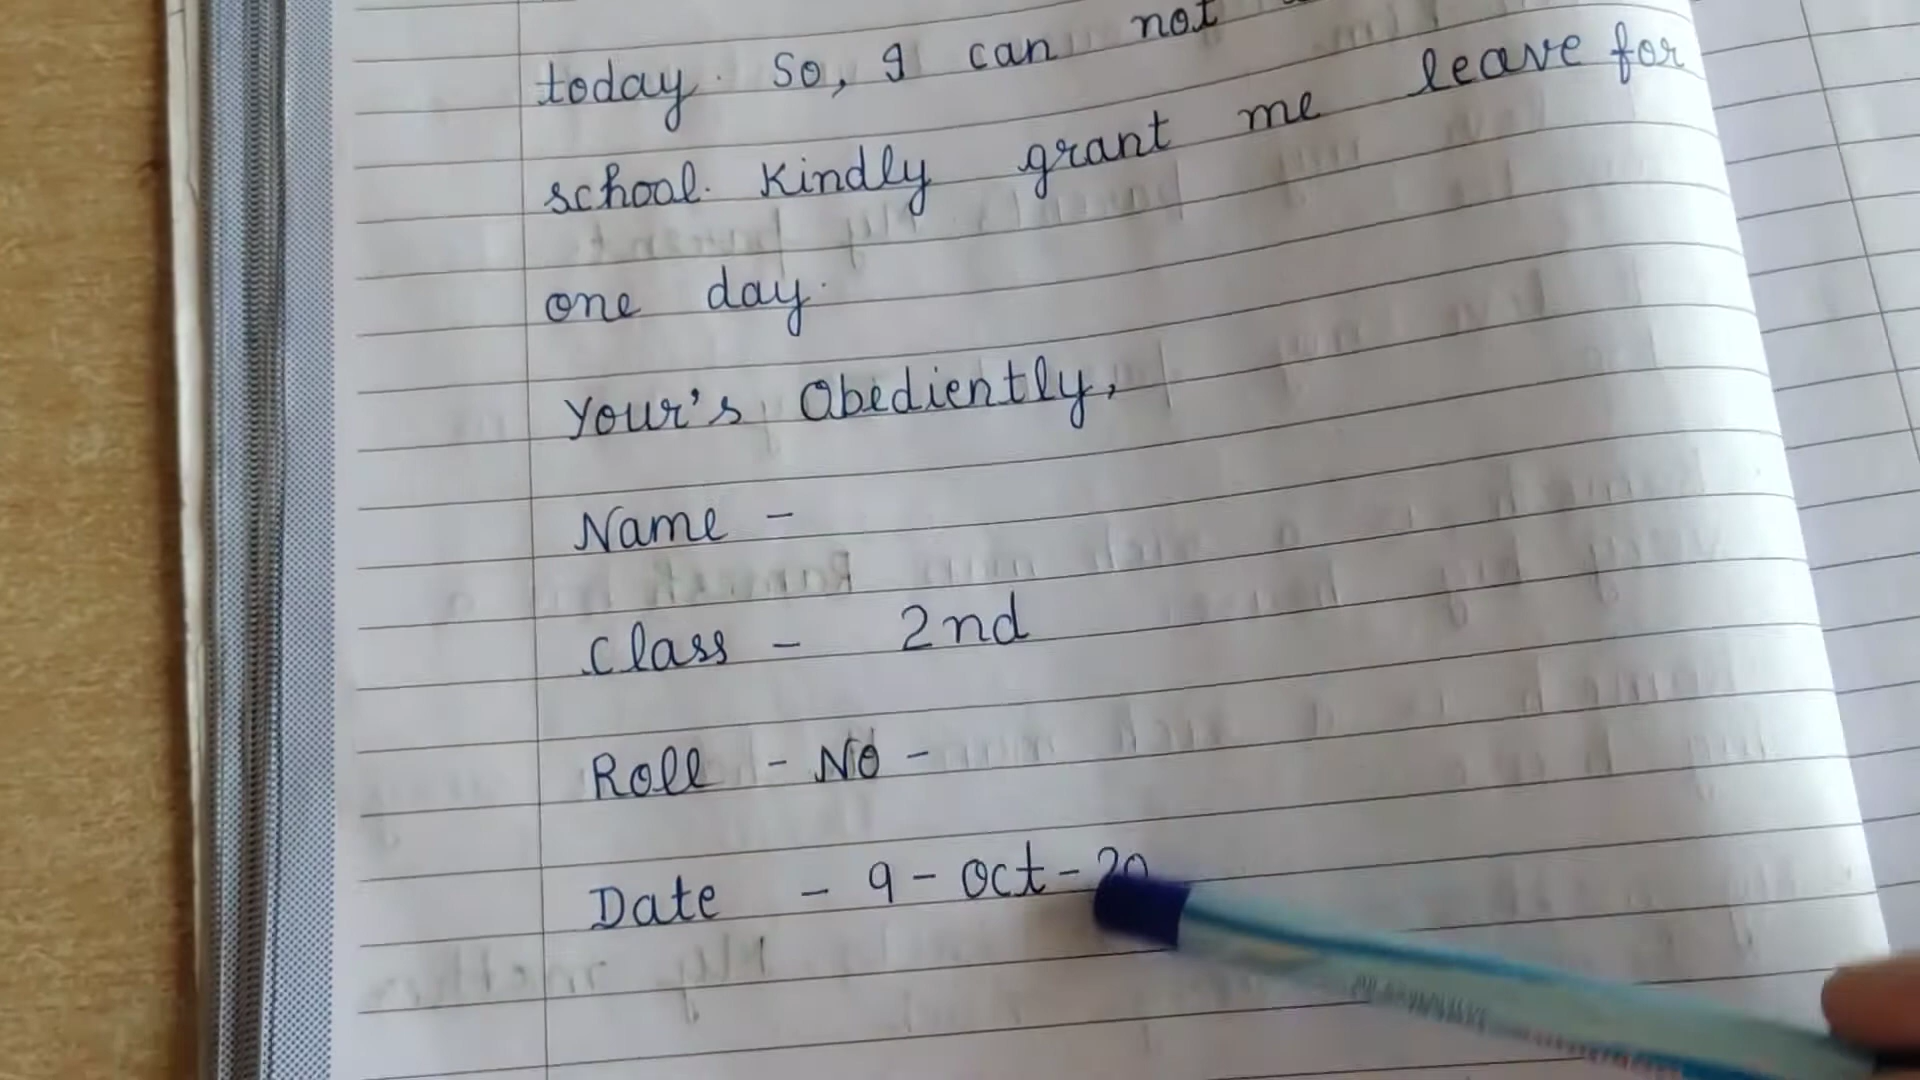 today. So, I can not
school. Kindly grant me leave for
one day.
Your's Obediently,
Name -
Class - 2nd
Roll - No -
Date - 9 - Oct - 20